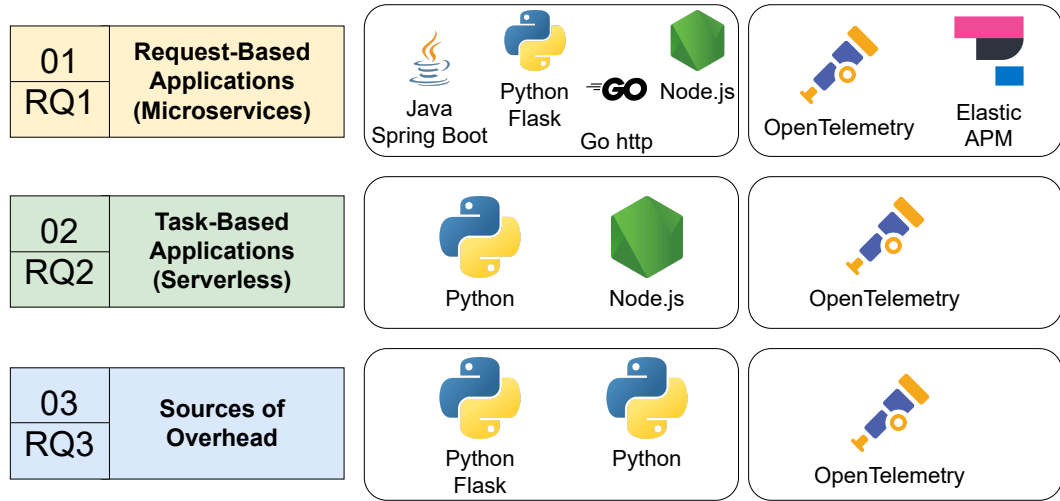 01
RQ1
Request-Based
Applications
(Microservices)
Java
Spring Boot
Python
Flask
GO
Go http
Node.js
OpenTelemetry
Elastic
APM
02
RQ2
Task-Based
Applications
(Serverless)
Python
Node.js
OpenTelemetry
03
RQ3
Sources of
Overhead
Python
Flask
Python
OpenTelemetry